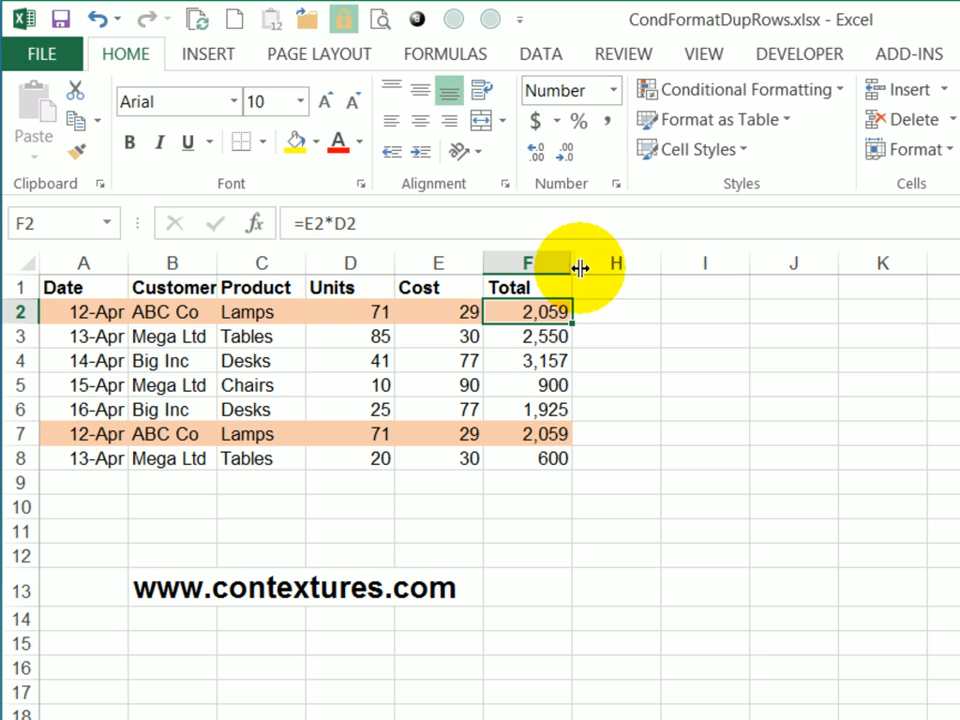 CondFormatDupRows.xlsx - Excel
FILE HOME INSERT PAGE LAYOUT FORMULAS DATA REVIEW VIEW DEVELOPER ADD-INS
Paste Arial 10 Number Conditional Formatting Insert
B I U A $ % , Format as Table Delete
Cell Styles Format
Clipboard Font Alignment Number Styles Cells
F2 fx =E2*D2
A B C D E F H I J K
1 Date Customer Product Units Cost Total
2 12-Apr ABC Co Lamps 71 29 2,059
3 13-Apr Mega Ltd Tables 85 30 2,550
4 14-Apr Big Inc Desks 41 77 3,157
5 15-Apr Mega Ltd Chairs 10 90 900
6 16-Apr Big Inc Desks 25 77 1,925
7 12-Apr ABC Co Lamps 71 29 2,059
8 13-Apr Mega Ltd Tables 20 30 600
9
10
11
12
13 www.contextures.com
14
15
16
17
18